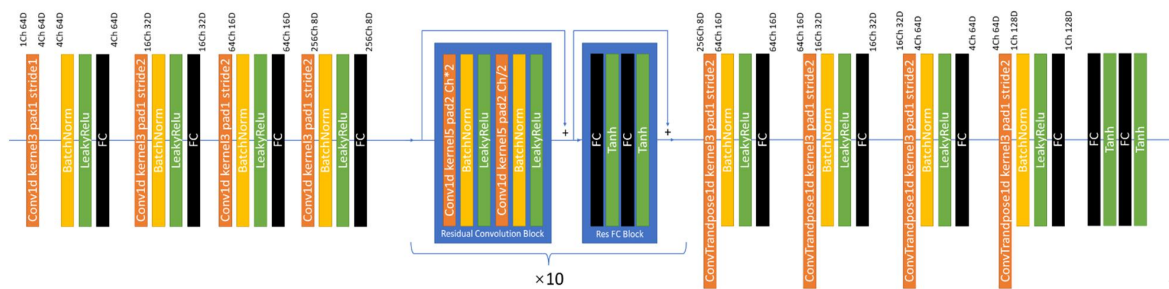 1Ch 64D
4Ch 64D
Conv1d kernel3 pad1 stride1
4Ch 64D
BatchNorm
LeakyRelu
FC
4Ch 64D
16Ch 32D
Conv1d kernel3 pad1 stride2
BatchNorm
LeakyRelu
FC
16Ch 32D
64Ch 16D
Conv1d kernel3 pad1 stride2
BatchNorm
LeakyRelu
FC
64Ch 16D
256Ch 8D
Conv1d kernel3 pad1 stride2
BatchNorm
LeakyRelu
FC
256Ch 8D
Conv1d kernel5 pad2 Ch*2
BatchNorm
LeakyRelu
Conv1d kernel5 pad2 Ch/2
BatchNorm
LeakyRelu
Residual Convolution Block
+
FC
Tanh
FC
Tanh
Res FC Block
+
×10
256Ch 8D
64Ch 16D
ConvTrandpose1d kernel3 pad1 stride2
BatchNorm
LeakyRelu
FC
64Ch 16D
64Ch 16D
16Ch 32D
ConvTrandpose1d kernel3 pad1 stride2
BatchNorm
LeakyRelu
FC
16Ch 32D
16Ch 32D
4Ch 64D
ConvTrandpose1d kernel3 pad1 stride2
BatchNorm
LeakyRelu
FC
4Ch 64D
4Ch 64D
1Ch 128D
ConvTrandpose1d kernel3 pad1 stride2
BatchNorm
LeakyRelu
FC
1Ch 128D
FC
Tanh
FC
Tanh